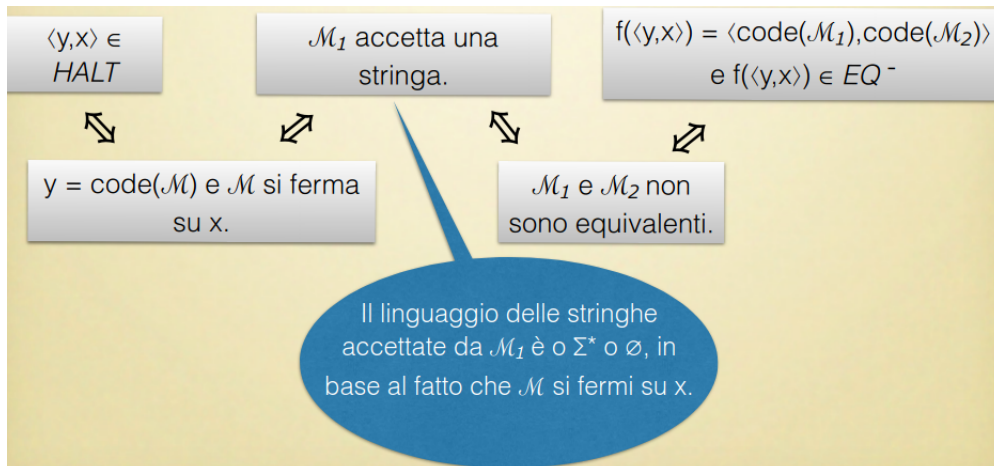 ⟨y,x⟩ ∈
HALT
ℳ₁ accetta una
stringa.
f(⟨y,x⟩) = ⟨code(ℳ₁),code(ℳ₂)⟩
e f(⟨y,x⟩) ∈ EQ⁻
⇔
⇔
⇔
⇔
y = code(ℳ) e ℳ si ferma
su x.
ℳ₁ e ℳ₂ non
sono equivalenti.
Il linguaggio delle stringhe
accettate da ℳ₁ è o Σ* o ∅, in
base al fatto che ℳ si fermi su x.